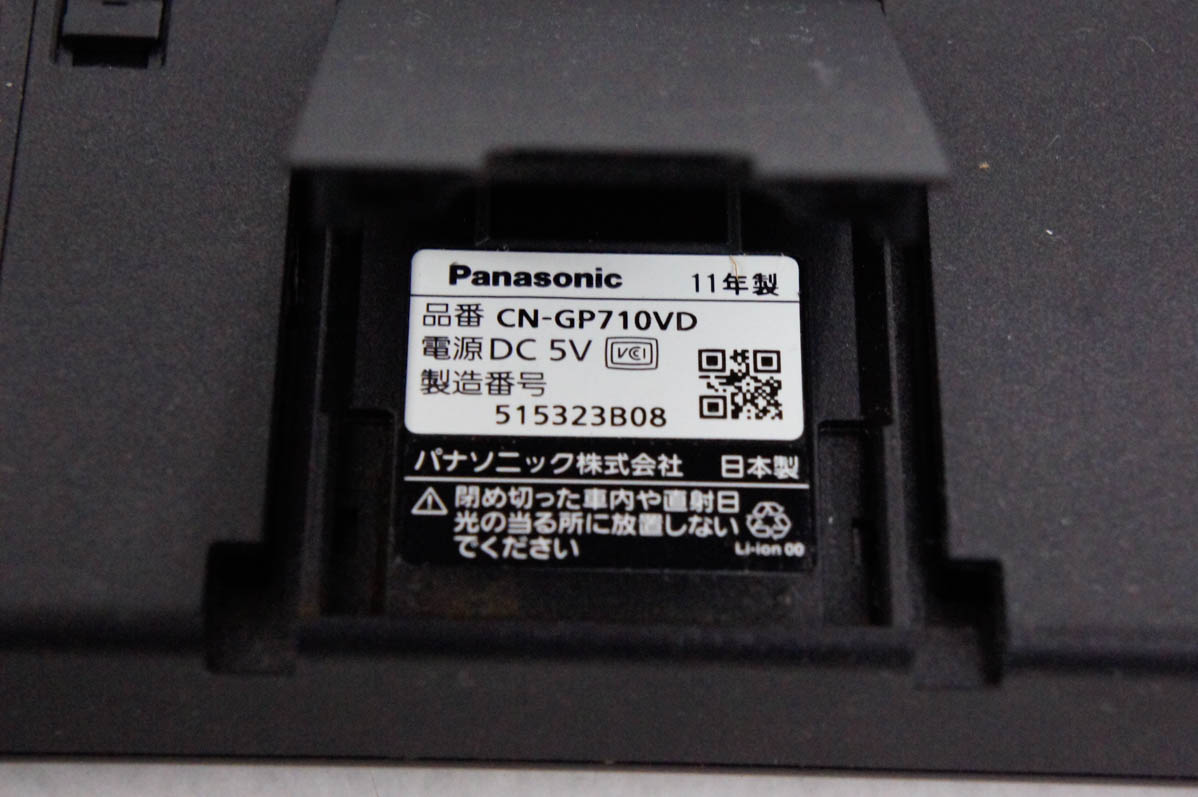 Panasonic 11年製
品番 CN-GP710VD
電源DC 5V VCCI
製造番号
515323B08
パナソニック株式会社 日本製
閉め切った車内や直射日
光の当る所に放置しない
でください
Li-ion 00